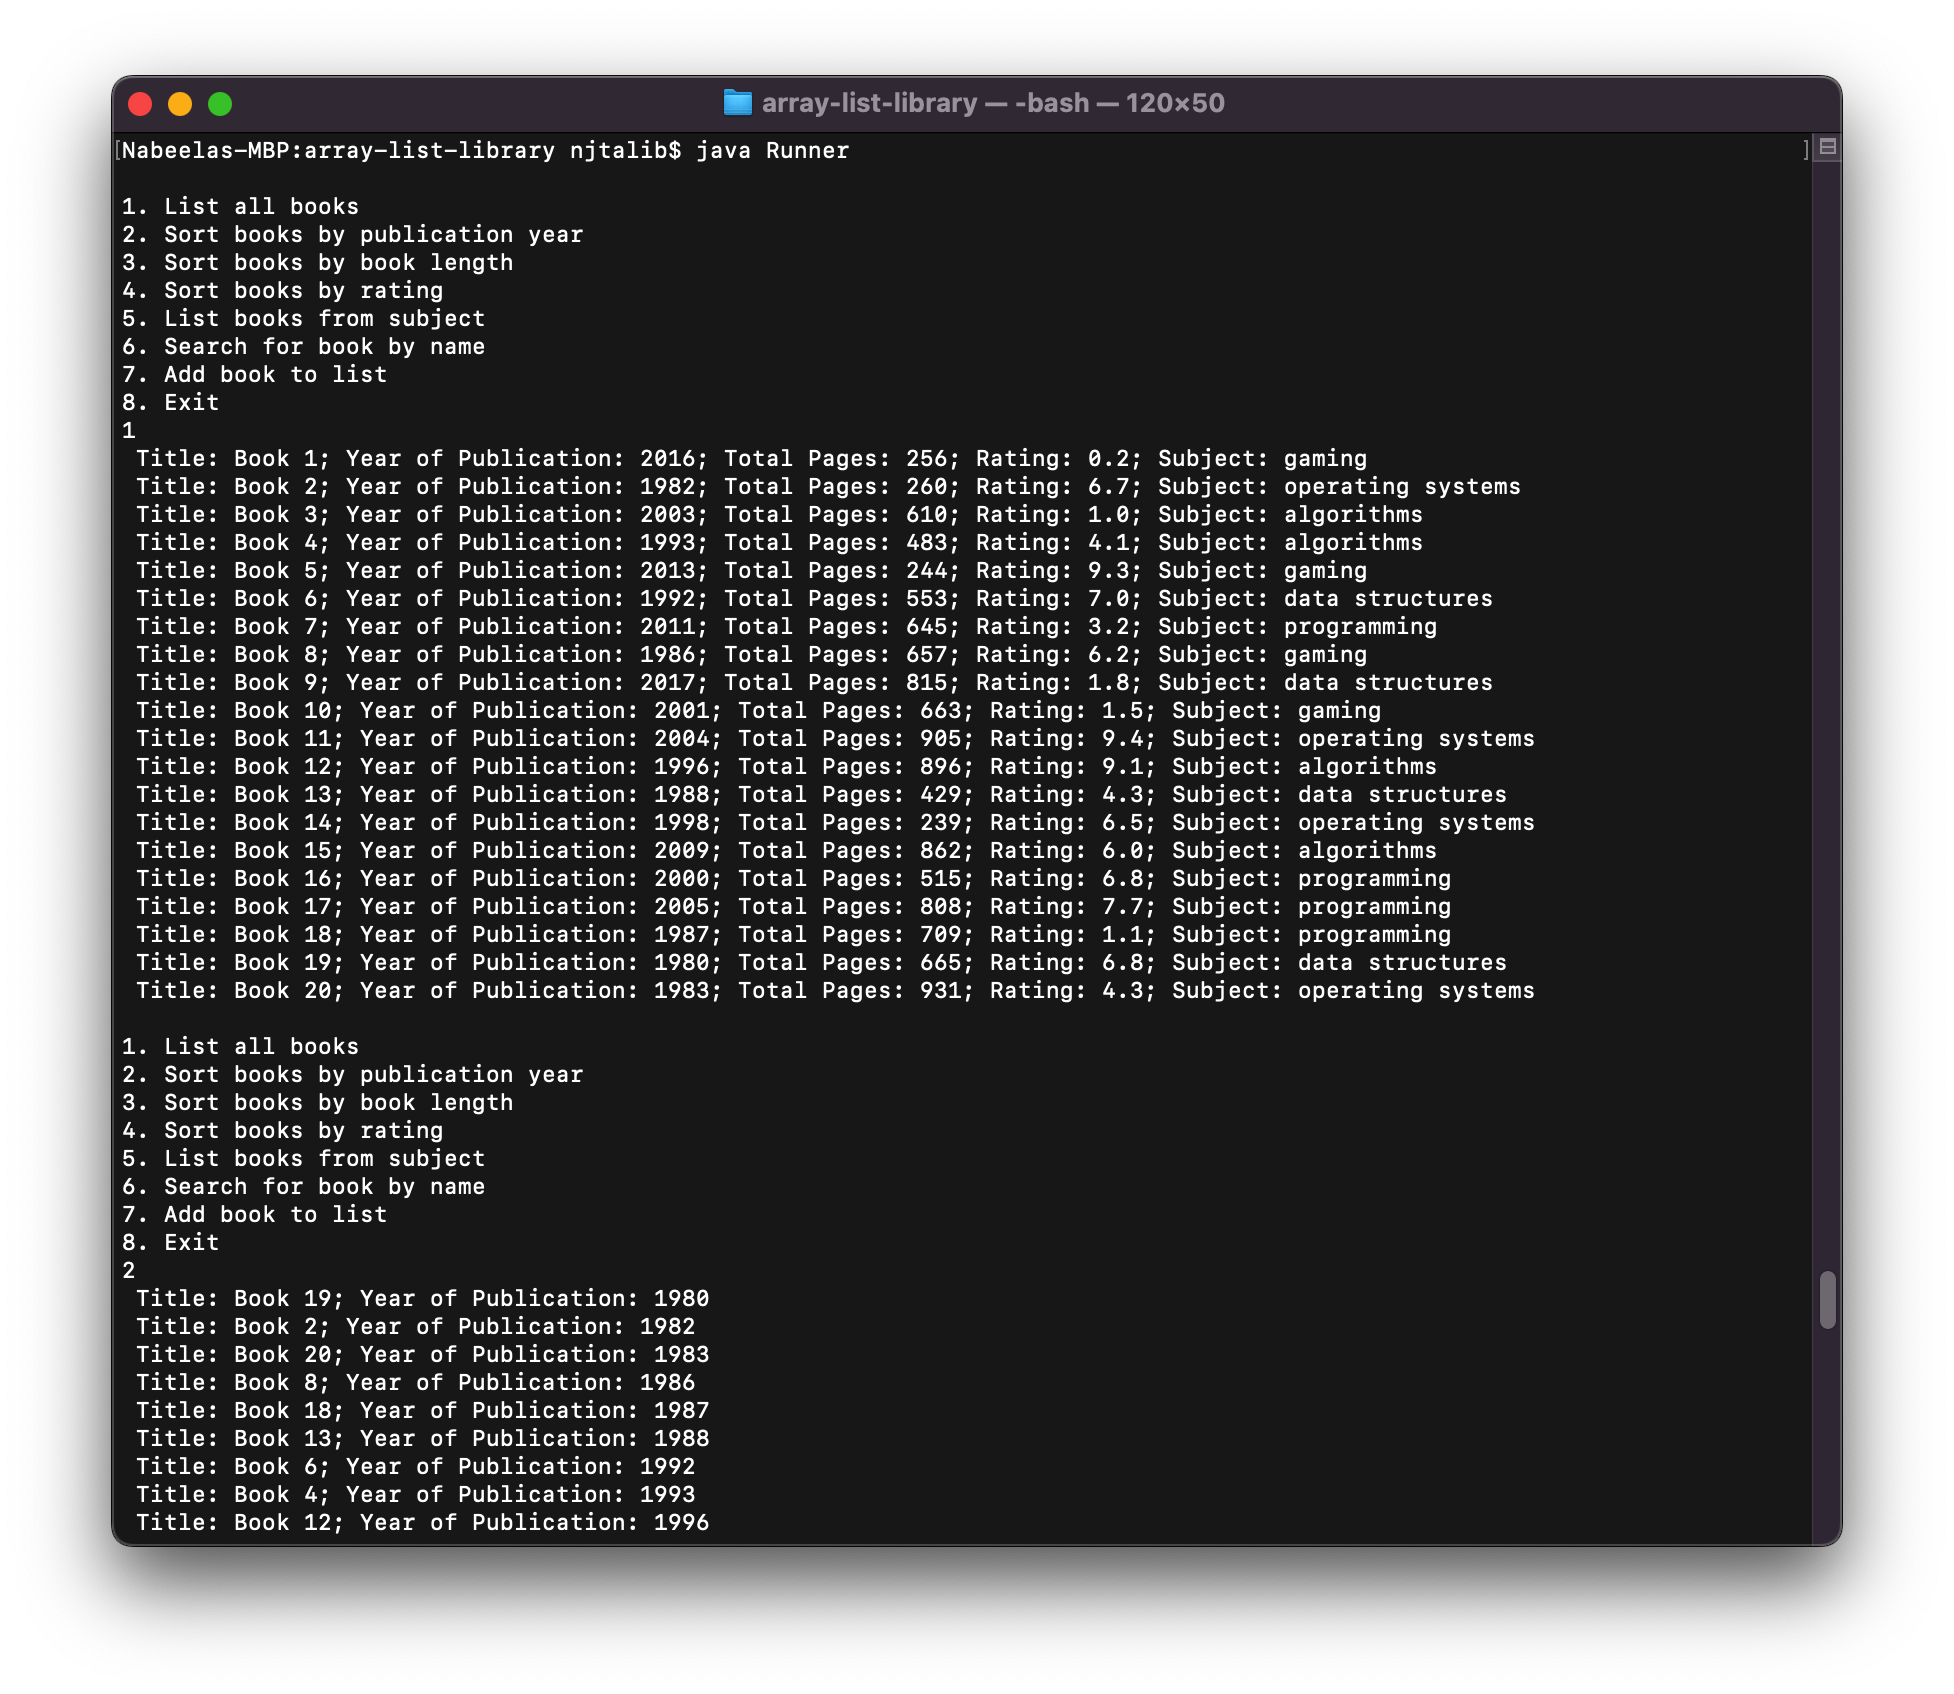 array-list-library — -bash — 120×50
[Nabeelas-MBP:array-list-library njtalib$ java Runner ]
1. List all books
2. Sort books by publication year
3. Sort books by book length
4. Sort books by rating
5. List books from subject
6. Search for book by name
7. Add book to list
8. Exit
1
Title: Book 1; Year of Publication: 2016; Total Pages: 256; Rating: 0.2; Subject: gaming
Title: Book 2; Year of Publication: 1982; Total Pages: 260; Rating: 6.7; Subject: operating systems
Title: Book 3; Year of Publication: 2003; Total Pages: 610; Rating: 1.0; Subject: algorithms
Title: Book 4; Year of Publication: 1993; Total Pages: 483; Rating: 4.1; Subject: algorithms
Title: Book 5; Year of Publication: 2013; Total Pages: 244; Rating: 9.3; Subject: gaming
Title: Book 6; Year of Publication: 1992; Total Pages: 553; Rating: 7.0; Subject: data structures
Title: Book 7; Year of Publication: 2011; Total Pages: 645; Rating: 3.2; Subject: programming
Title: Book 8; Year of Publication: 1986; Total Pages: 657; Rating: 6.2; Subject: gaming
Title: Book 9; Year of Publication: 2017; Total Pages: 815; Rating: 1.8; Subject: data structures
Title: Book 10; Year of Publication: 2001; Total Pages: 663; Rating: 1.5; Subject: gaming
Title: Book 11; Year of Publication: 2004; Total Pages: 905; Rating: 9.4; Subject: operating systems
Title: Book 12; Year of Publication: 1996; Total Pages: 896; Rating: 9.1; Subject: algorithms
Title: Book 13; Year of Publication: 1988; Total Pages: 429; Rating: 4.3; Subject: data structures
Title: Book 14; Year of Publication: 1998; Total Pages: 239; Rating: 6.5; Subject: operating systems
Title: Book 15; Year of Publication: 2009; Total Pages: 862; Rating: 6.0; Subject: algorithms
Title: Book 16; Year of Publication: 2000; Total Pages: 515; Rating: 6.8; Subject: programming
Title: Book 17; Year of Publication: 2005; Total Pages: 808; Rating: 7.7; Subject: programming
Title: Book 18; Year of Publication: 1987; Total Pages: 709; Rating: 1.1; Subject: programming
Title: Book 19; Year of Publication: 1980; Total Pages: 665; Rating: 6.8; Subject: data structures
Title: Book 20; Year of Publication: 1983; Total Pages: 931; Rating: 4.3; Subject: operating systems
1. List all books
2. Sort books by publication year
3. Sort books by book length
4. Sort books by rating
5. List books from subject
6. Search for book by name
7. Add book to list
8. Exit
2
Title: Book 19; Year of Publication: 1980
Title: Book 2; Year of Publication: 1982
Title: Book 20; Year of Publication: 1983
Title: Book 8; Year of Publication: 1986
Title: Book 18; Year of Publication: 1987
Title: Book 13; Year of Publication: 1988
Title: Book 6; Year of Publication: 1992
Title: Book 4; Year of Publication: 1993
Title: Book 12; Year of Publication: 1996